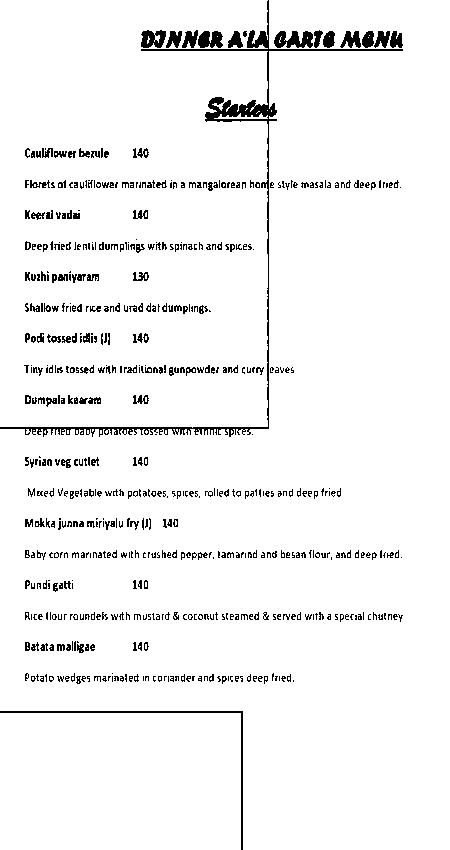 DINNER A'LA CARTE MENU
Starters
Cauliflower bezule 140
Florets of cauliflower marinated in a mangalorean home style masala and deep fried.
Keerai vadai 140
Deep fried lentil dumplings with spinach and spices.
Kuzhi paniyaram 130
Shallow fried rice and urad dal dumplings.
Podi tossed idlis (J) 140
Tiny idlis tossed with traditional gunpowder and curry leaves
Dumpala kaaram 140
Deep fried baby potatoes tossed with ethnic spices.
Syrian veg cutlet 140
Mixed Vegetable with potatoes, spices, rolled to patties and deep fried
Mokka junna miriyalu fry (J) 140
Baby corn marinated with crushed pepper, tamarind and besan flour, and deep fried.
Pundi gatti 140
Rice flour roundels with mustard & coconut steamed & served with a special chutney
Batata malligae 140
Potato wedges marinated in coriander and spices deep fried.